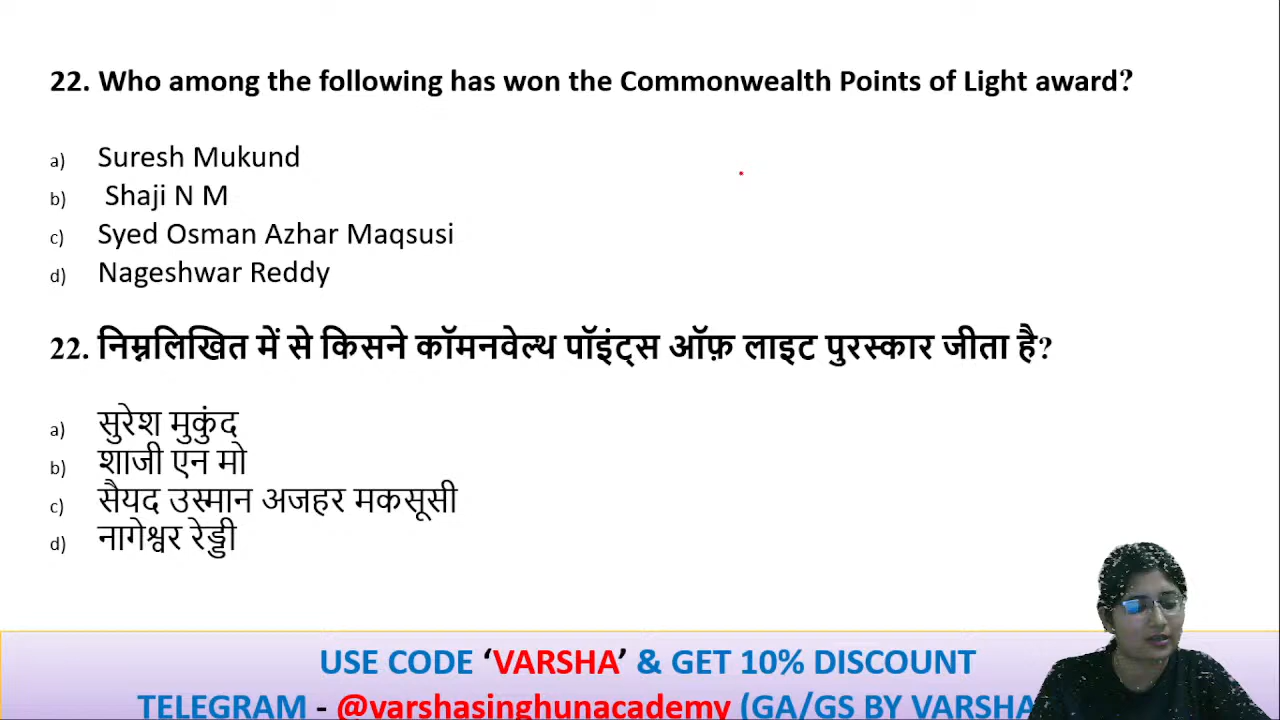 22. Who among the following has won the Commonwealth Points of Light award?
a) Suresh Mukund
b) Shaji N M
c) Syed Osman Azhar Maqsusi
d) Nageshwar Reddy
22. निम्नलिखित में से किसने कॉमनवेल्थ पॉइंट्स ऑफ़ लाइट पुरस्कार जीता है?
a) सुरेश मुकुंद
b) शाजी एन मो
c) सैयद उस्मान अजहर मकसूसी
d) नागेश्वर रेड्डी
USE CODE ‘VARSHA’ & GET 10% DISCOUNT
TELEGRAM - @varshasinghunacademy (GA/GS BY VARSHA